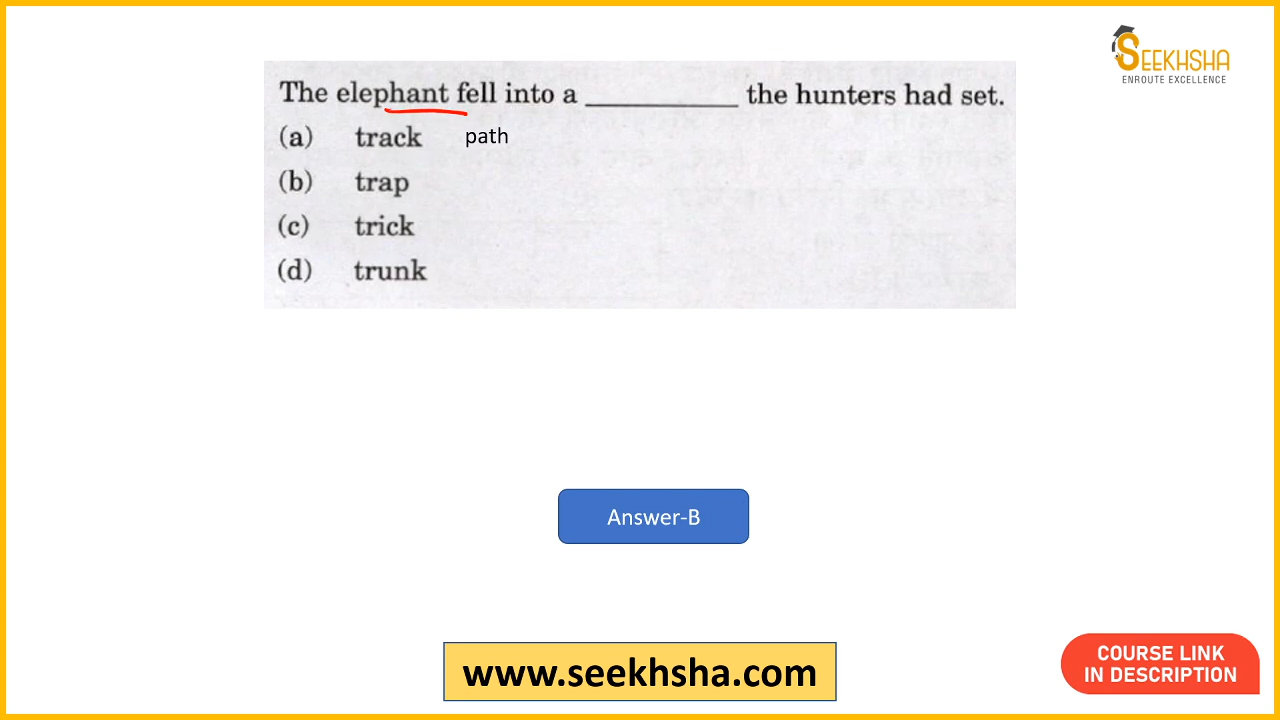 SEEKHSHA
ENROUTE EXCELLENCE
The elephant fell into a __________ the hunters had set.
(a) track path
(b) trap
(c) trick
(d) trunk
Answer-B
www.seekhsha.com
COURSE LINK
IN DESCRIPTION